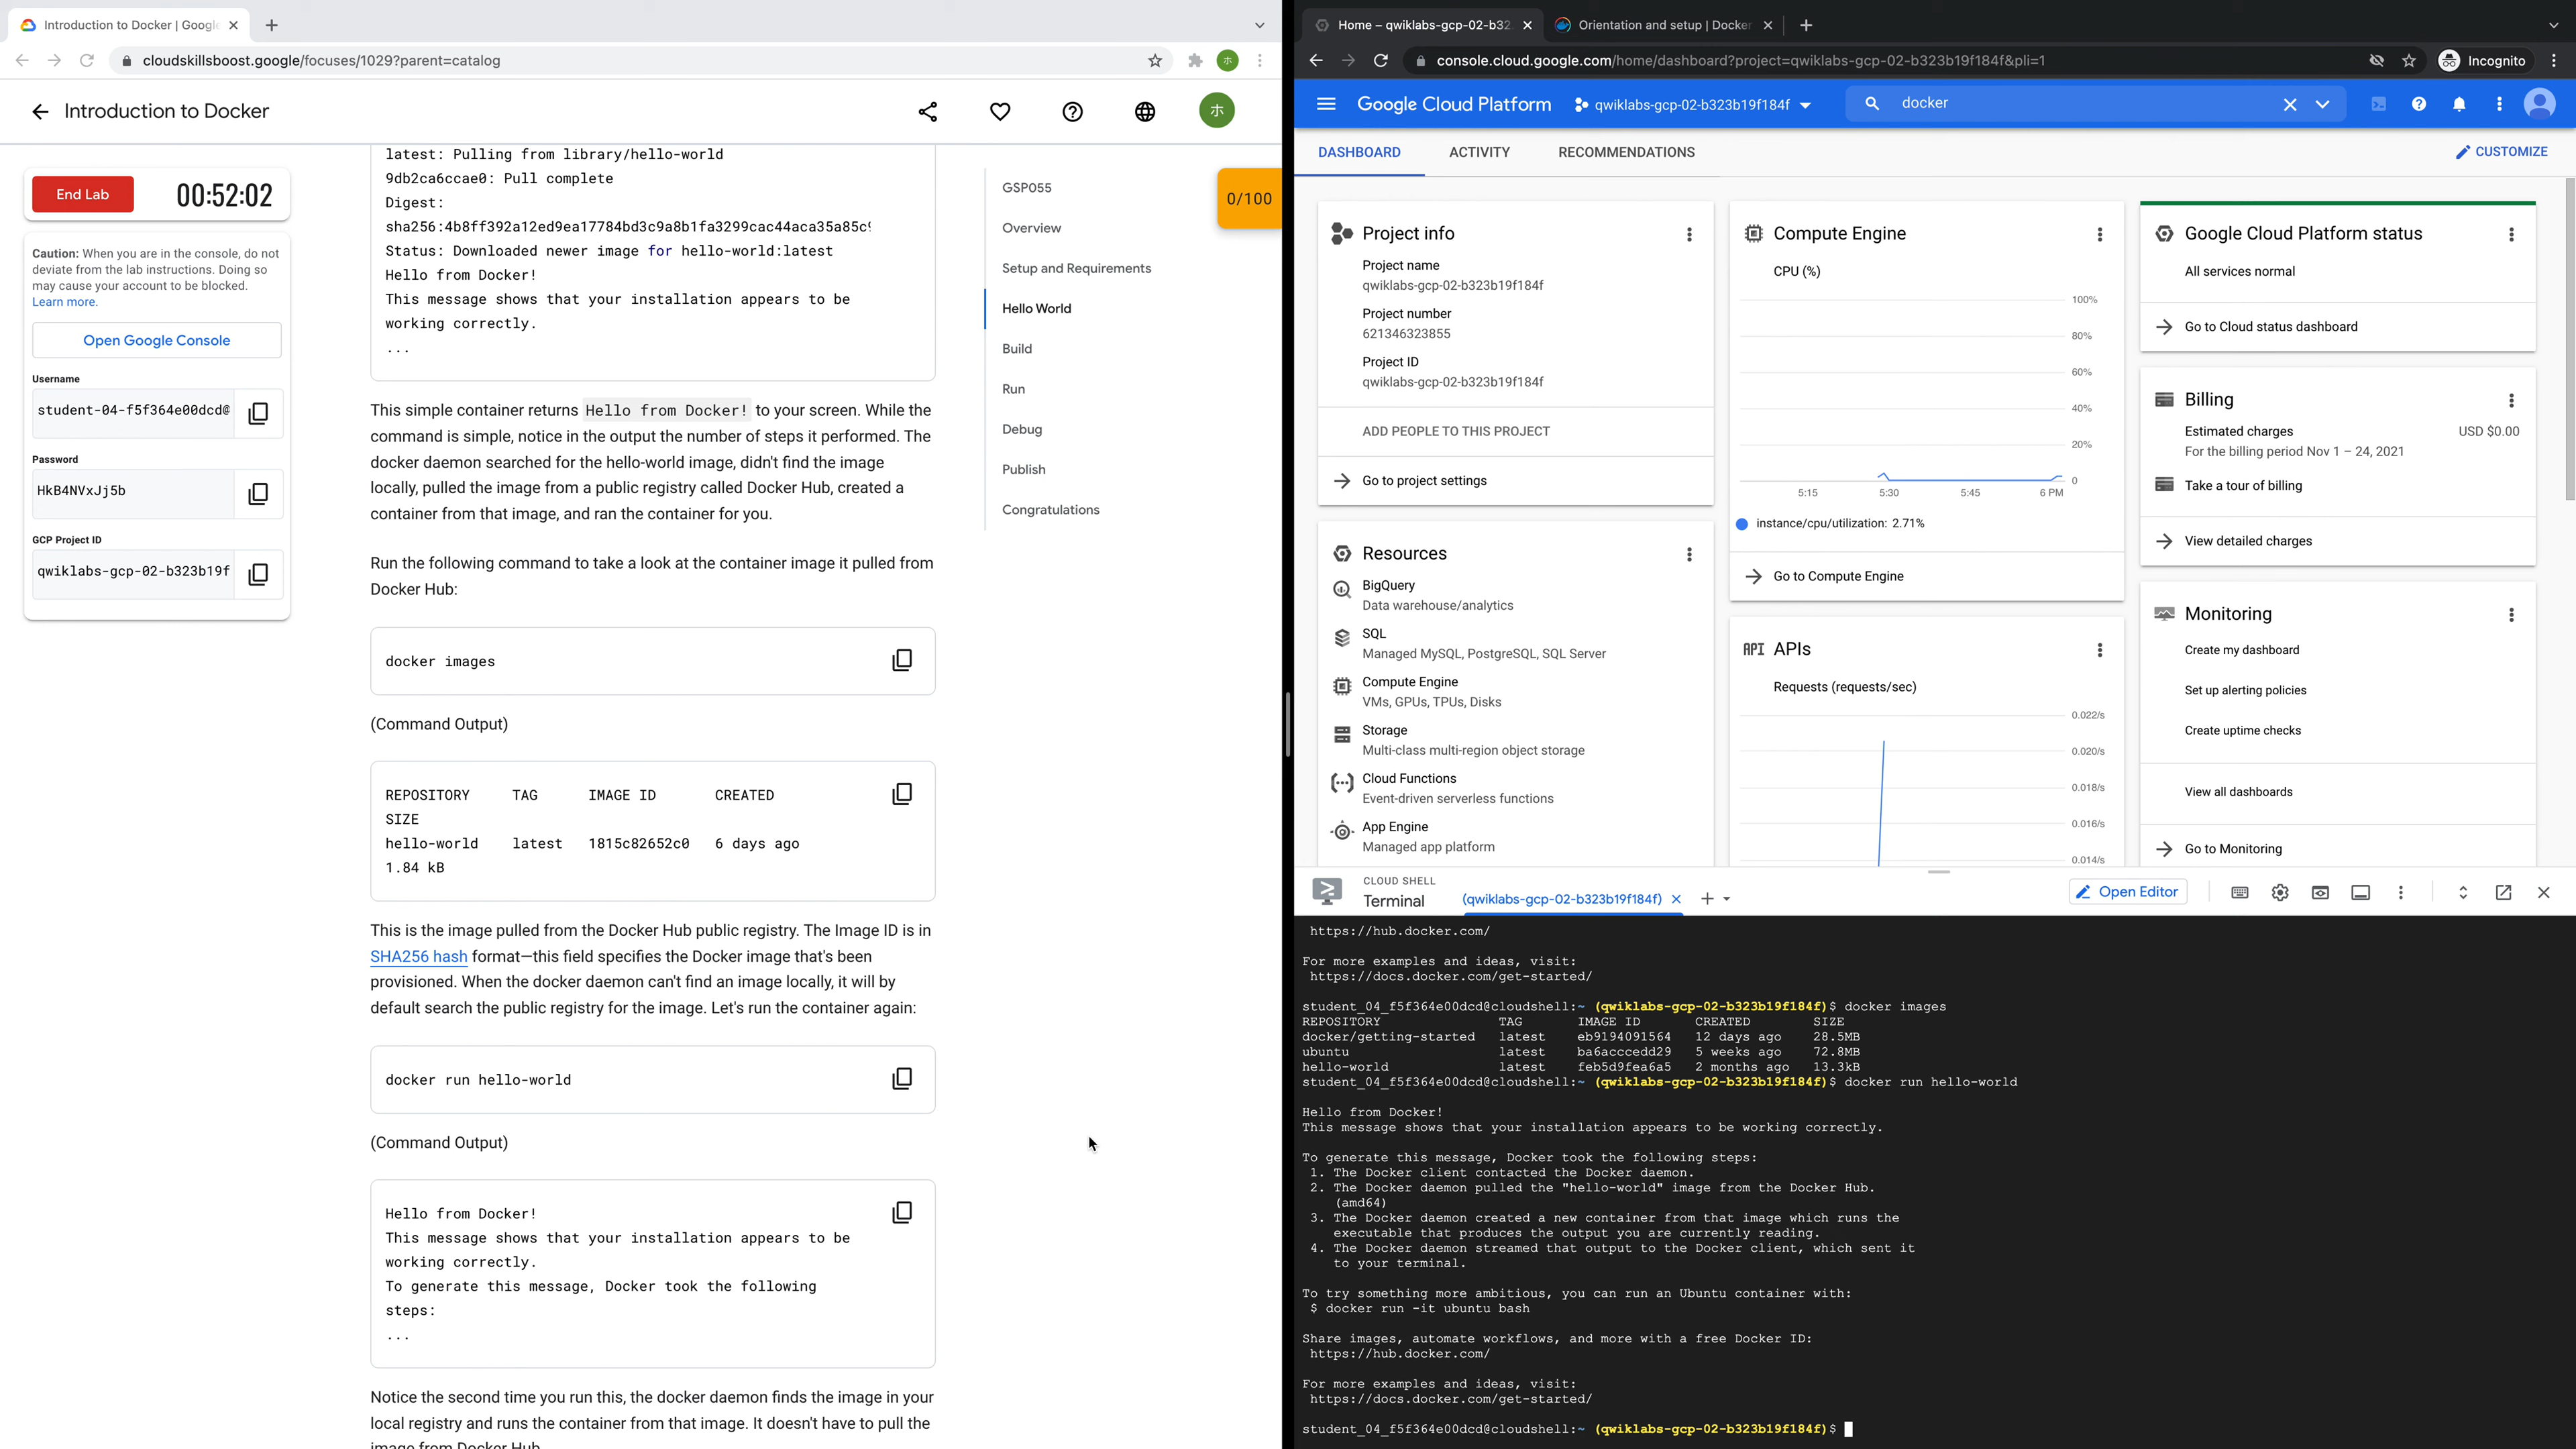 Introduction to Docker | Google
cloudskillsboost.google/focuses/1029?parent=catalog
Introduction to Docker
ホ
ホ
End Lab
00:52:02
Caution: When you are in the console, do not
deviate from the lab instructions. Doing so
may cause your account to be blocked.
Learn more.
Open Google Console
Username
student-04-f5f364e00dcd@
Password
HkB4NVxJj5b
GCP Project ID
qwiklabs-gcp-02-b323b19f
latest: Pulling from library/hello-world
9db2ca6ccae0: Pull complete
Digest:
sha256:4b8ff392a12ed9ea17784bd3c9a8b1fa3299cac44aca35a85c9
Status: Downloaded newer image for hello-world:latest
Hello from Docker!
This message shows that your installation appears to be
working correctly.
...
This simple container returns Hello from Docker! to your screen. While the
command is simple, notice in the output the number of steps it performed. The
docker daemon searched for the hello-world image, didn't find the image
locally, pulled the image from a public registry called Docker Hub, created a
container from that image, and ran the container for you.
Run the following command to take a look at the container image it pulled from
Docker Hub:
docker images
(Command Output)
REPOSITORY TAG IMAGE ID CREATED
SIZE
hello-world latest 1815c82652c0 6 days ago
1.84 kB
This is the image pulled from the Docker Hub public registry. The Image ID is in
SHA256 hash format—this field specifies the Docker image that's been
provisioned. When the docker daemon can't find an image locally, it will by
default search the public registry for the image. Let's run the container again:
docker run hello-world
(Command Output)
Hello from Docker!
This message shows that your installation appears to be
working correctly.
To generate this message, Docker took the following
steps:
...
Notice the second time you run this, the docker daemon finds the image in your
local registry and runs the container from that image. It doesn't have to pull the
image from Docker Hub
GSP055
Overview
Setup and Requirements
Hello World
Build
Run
Debug
Publish
Congratulations
0/100
Home – qwiklabs-gcp-02-b32
Orientation and setup | Docker
console.cloud.google.com/home/dashboard?project=qwiklabs-gcp-02-b323b19f184f&pli=1
Incognito
Google Cloud Platform
qwiklabs-gcp-02-b323b19f184f
docker
DASHBOARD
ACTIVITY
RECOMMENDATIONS
CUSTOMIZE
Project info
Project name
qwiklabs-gcp-02-b323b19f184f
Project number
621346323855
Project ID
qwiklabs-gcp-02-b323b19f184f
ADD PEOPLE TO THIS PROJECT
Go to project settings
Resources
BigQuery
Data warehouse/analytics
SQL
Managed MySQL, PostgreSQL, SQL Server
Compute Engine
VMs, GPUs, TPUs, Disks
Storage
Multi-class multi-region object storage
Cloud Functions
Event-driven serverless functions
App Engine
Managed app platform
Compute Engine
CPU (%)
100%
80%
60%
40%
20%
0
5:15 5:30 5:45 6 PM
instance/cpu/utilization: 2.71%
Go to Compute Engine
API APIs
Requests (requests/sec)
0.022/s
0.020/s
0.018/s
0.016/s
0.014/s
Google Cloud Platform status
All services normal
Go to Cloud status dashboard
Billing
Estimated charges USD $0.00
For the billing period Nov 1 – 24, 2021
Take a tour of billing
View detailed charges
Monitoring
Create my dashboard
Set up alerting policies
Create uptime checks
View all dashboards
Go to Monitoring
CLOUD SHELL
Terminal
(qwiklabs-gcp-02-b323b19f184f)
Open Editor
https://hub.docker.com/
For more examples and ideas, visit:
https://docs.docker.com/get-started/
student_04_f5f364e00dcd@cloudshell:~ (qwiklabs-gcp-02-b323b19f184f)$ docker images
REPOSITORY TAG IMAGE ID CREATED SIZE
docker/getting-started latest eb9194091564 12 days ago 28.5MB
ubuntu latest ba6acccedd29 5 weeks ago 72.8MB
hello-world latest feb5d9fea6a5 2 months ago 13.3kB
student_04_f5f364e00dcd@cloudshell:~ (qwiklabs-gcp-02-b323b19f184f)$ docker run hello-world
Hello from Docker!
This message shows that your installation appears to be working correctly.
To generate this message, Docker took the following steps:
1. The Docker client contacted the Docker daemon.
2. The Docker daemon pulled the "hello-world" image from the Docker Hub.
(amd64)
3. The Docker daemon created a new container from that image which runs the
executable that produces the output you are currently reading.
4. The Docker daemon streamed that output to the Docker client, which sent it
to your terminal.
To try something more ambitious, you can run an Ubuntu container with:
$ docker run -it ubuntu bash
Share images, automate workflows, and more with a free Docker ID:
https://hub.docker.com/
For more examples and ideas, visit:
https://docs.docker.com/get-started/
student_04_f5f364e00dcd@cloudshell:~ (qwiklabs-gcp-02-b323b19f184f)$